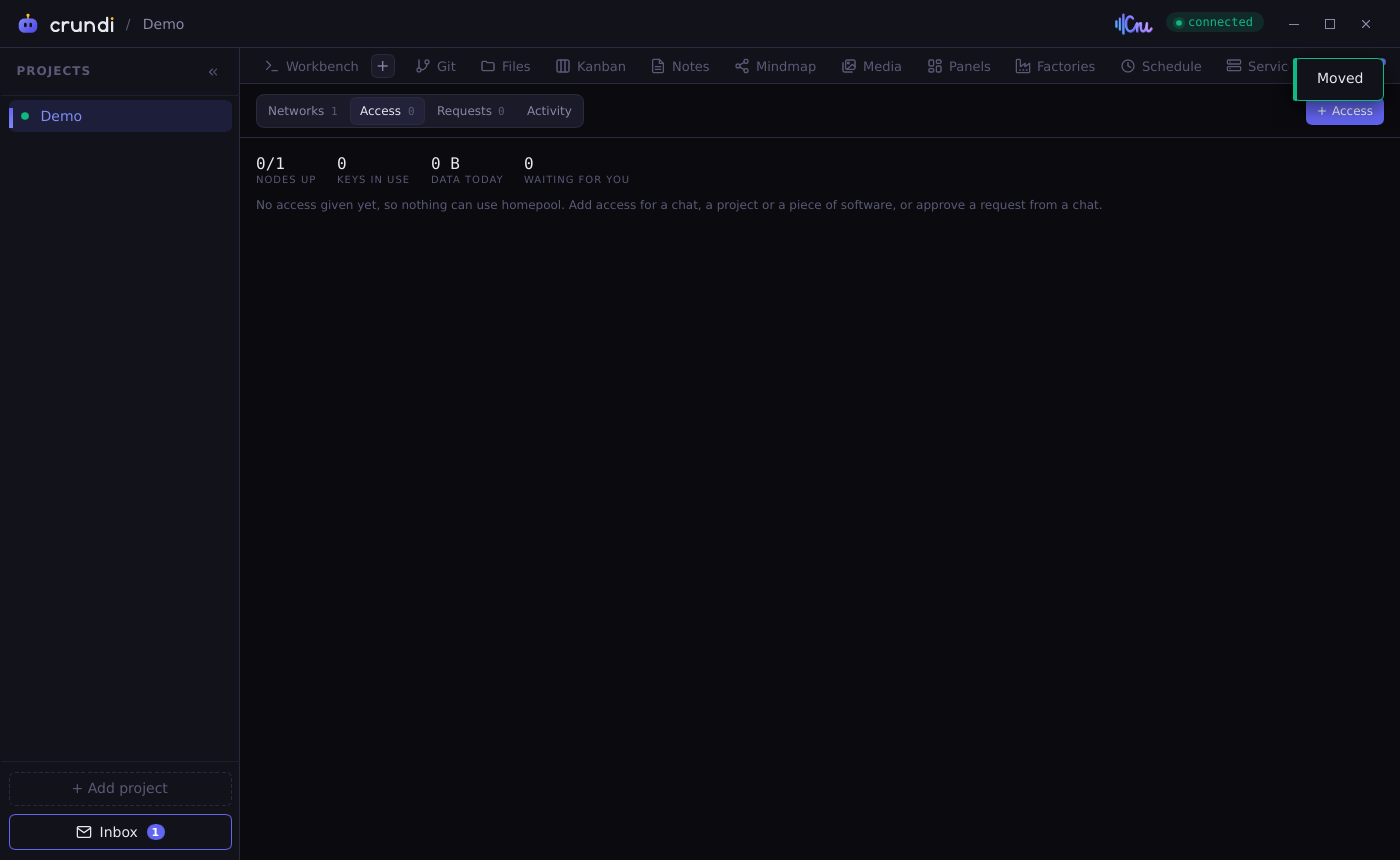 crundi / Demo
Cru
connected
PROJECTS
Demo
Workbench
Git
Files
Kanban
Notes
Mindmap
Media
Panels
Factories
Schedule
Servic
Moved
Networks 1
Access 0
Requests 0
Activity
+ Access
0/1
NODES UP
0
KEYS IN USE
0 B
DATA TODAY
0
WAITING FOR YOU
No access given yet, so nothing can use homepool. Add access for a chat, a project or a piece of software, or approve a request from a chat.
+ Add project
Inbox 1